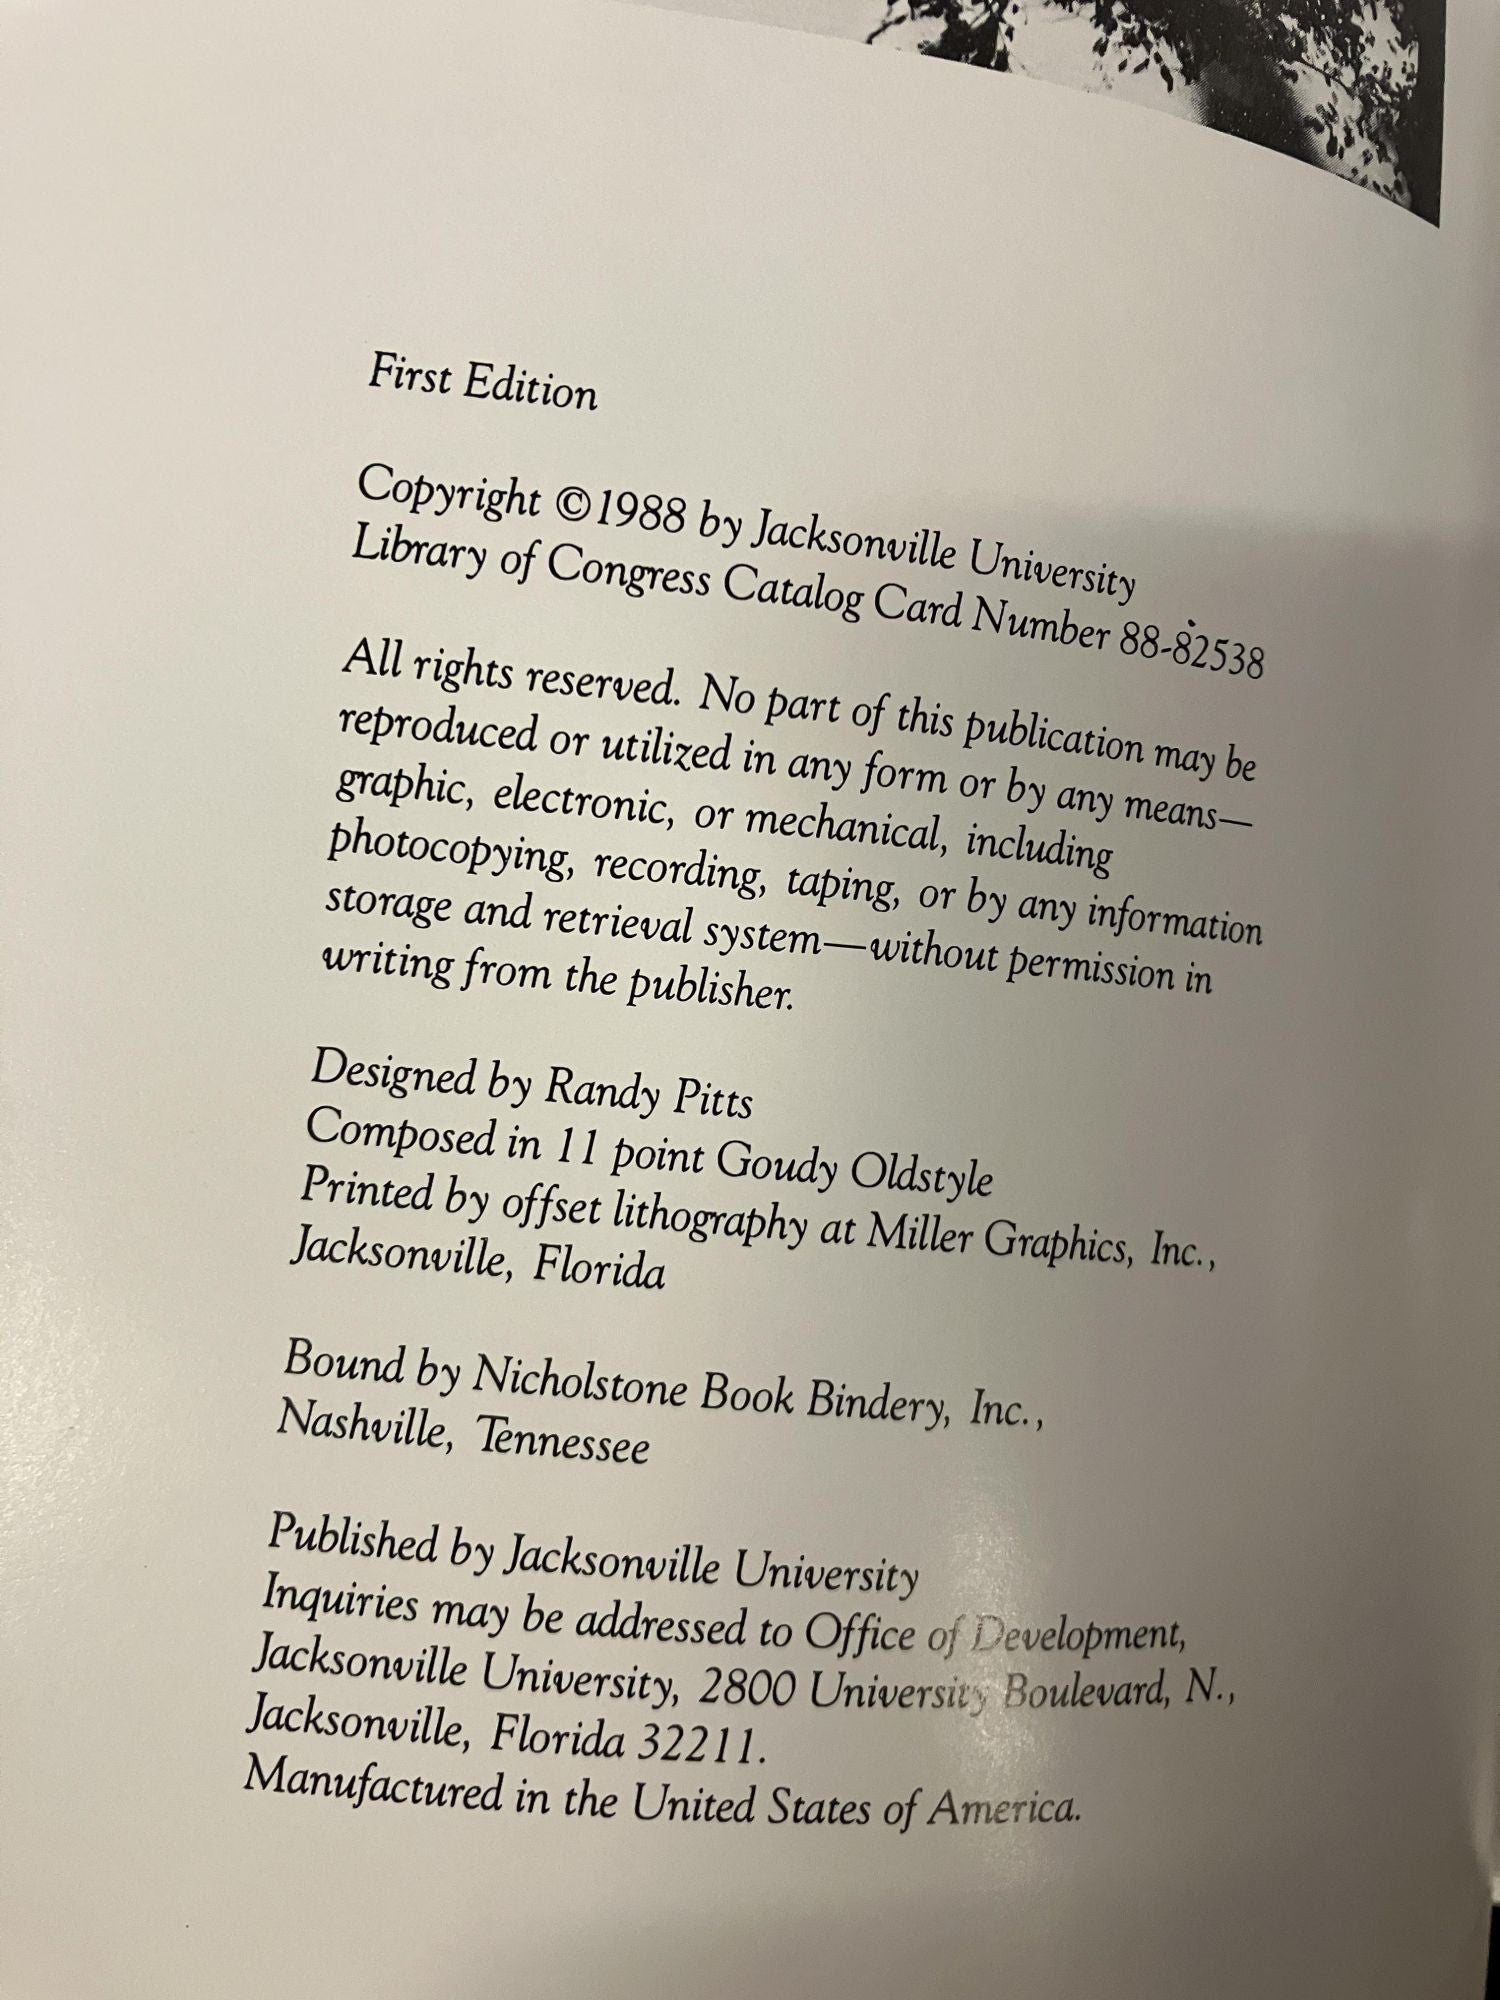 First Edition
Copyright ©1988 by Jacksonville University
Library of Congress Catalog Card Number 88-82538
All rights reserved. No part of this publication may be
reproduced or utilized in any form or by any means—
graphic, electronic, or mechanical, including
photocopying, recording, taping, or by any information
storage and retrieval system—without permission in
writing from the publisher.
Designed by Randy Pitts
Composed in 11 point Goudy Oldstyle
Printed by offset lithography at Miller Graphics, Inc.,
Jacksonville, Florida
Bound by Nicholstone Book Bindery, Inc.,
Nashville, Tennessee
Published by Jacksonville University
Inquiries may be addressed to Office of Development,
Jacksonville University, 2800 University Boulevard, N.,
Jacksonville, Florida 32211.
Manufactured in the United States of America.